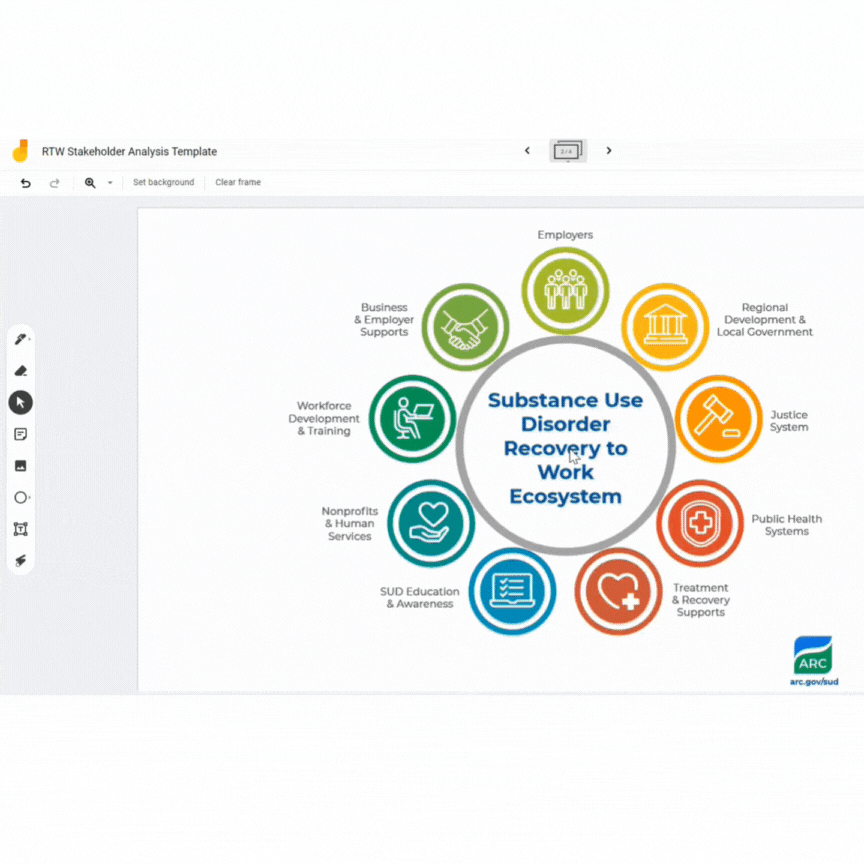 RTW Stakeholder Analysis Template
2/4
Set background
Clear frame
Employers
Business
& Employer
Supports
Regional
Development &
Local Government
Workforce
Development
& Training
Substance Use
Disorder
Recovery to
Work
Ecosystem
Justice
System
Nonprofits
& Human
Services
Public Health
Systems
SUD Education
& Awareness
Treatment
& Recovery
Supports
ARC
arc.gov/sud